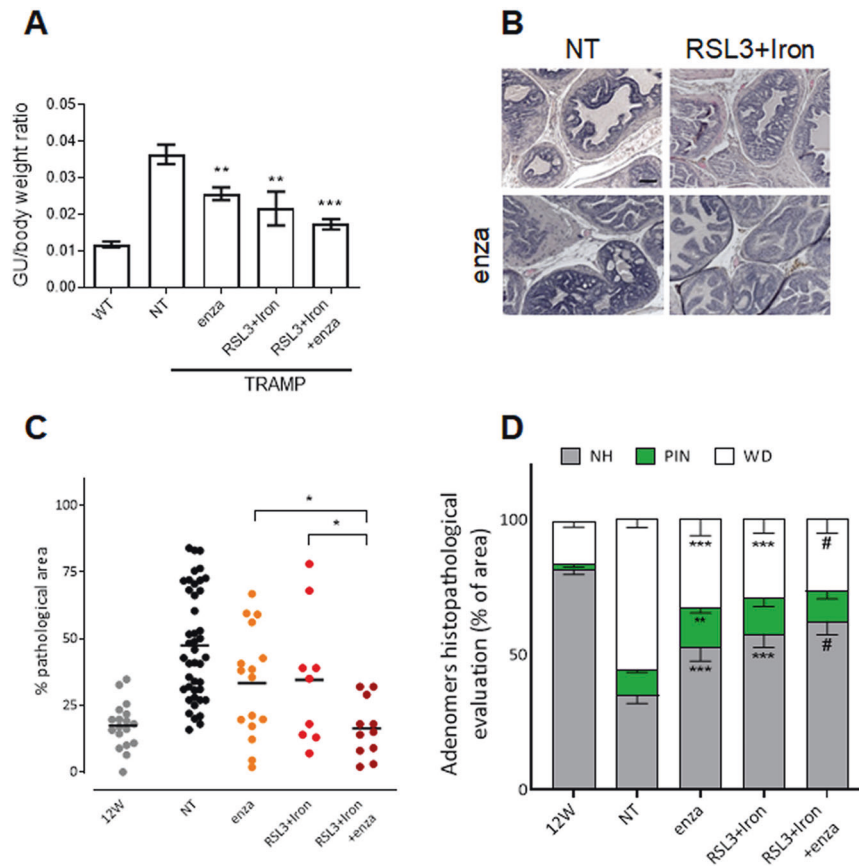 A
0.05
0.04
0.03
0.02
0.01
0.00
GU/body weight ratio
**
**
***
WT
NT
enza
RSL3+Iron
RSL3+Iron
+enza
TRAMP
B
NT
RSL3+Iron
enza
C
100
75
50
25
0
% pathological area
*
*
12W
NT
enza
RSL3+Iron
RSL3+Iron
+enza
D
NH PIN WD
100
50
0
Adenomers histopathological
evaluation (% of area)
*** *** #
**
*** *** #
12W
NT
enza
RSL3+Iron
RSL3+Iron
+enza